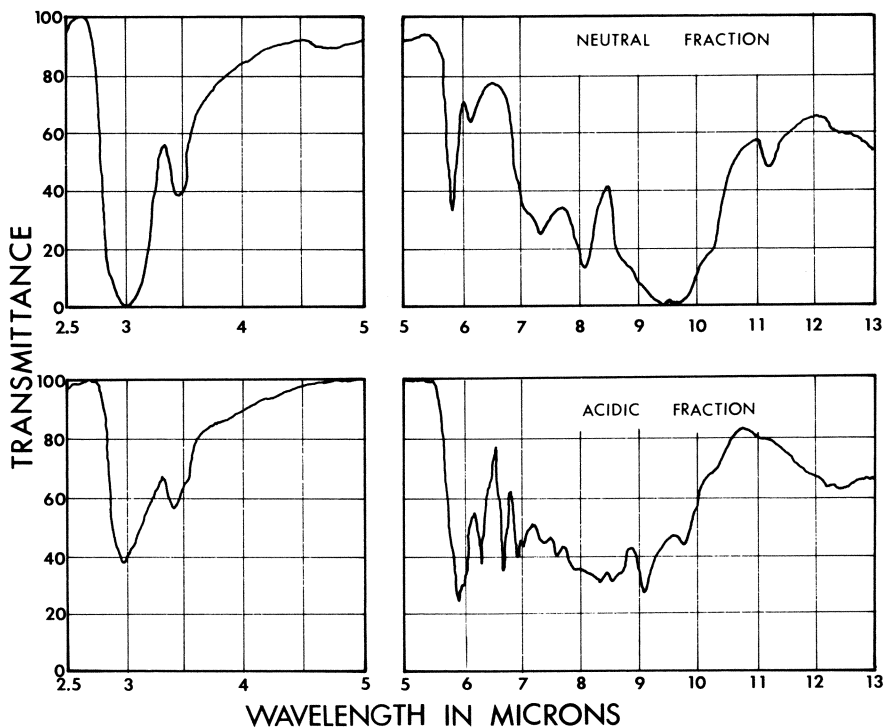 NEUTRAL FRACTION
100
80
60
40
20
0
2.5 3 4 5
5 6 7 8 9 10 11 12 13
ACIDIC FRACTION
100
80
60
40
20
0
2.5 3 4 5
5 6 7 8 9 10 11 12 13
TRANSMITTANCE
WAVELENGTH IN MICRONS